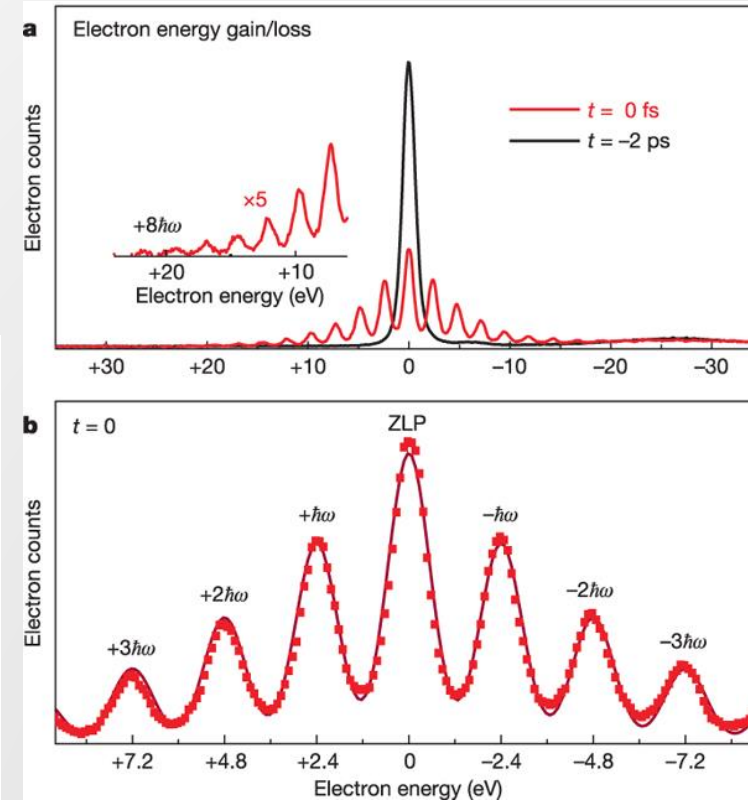 a Electron energy gain/loss
Electron counts
t = 0 fs
t = –2 ps
×5
+8ℏω
+20 +10
Electron energy (eV)
+30 +20 +10 0 –10 –20 –30
b t = 0
ZLP
Electron counts
+ℏω –ℏω
+2ℏω –2ℏω
+3ℏω –3ℏω
+7.2 +4.8 +2.4 0 –2.4 –4.8 –7.2
Electron energy (eV)